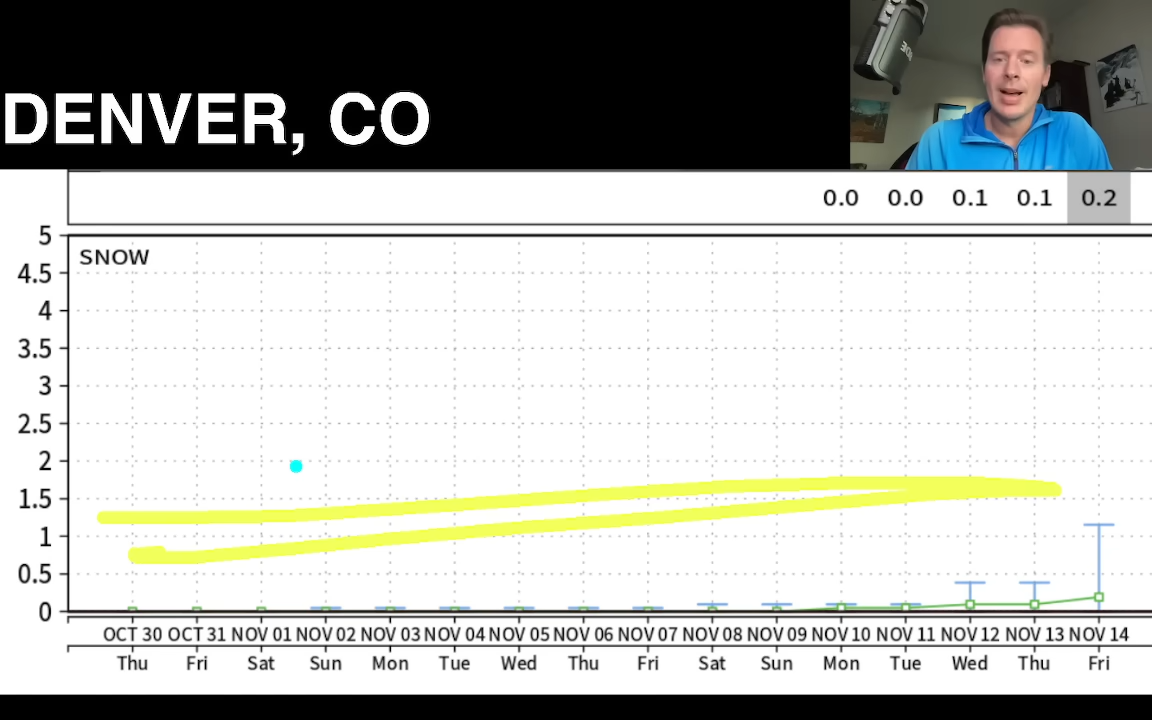 DENVER, CO
0.0 0.0 0.1 0.1 0.2
SNOW
5
4.5
4
3.5
3
2.5
2
1.5
1
0.5
0
OCT 30 OCT 31 NOV 01 NOV 02 NOV 03 NOV 04 NOV 05 NOV 06 NOV 07 NOV 08 NOV 09 NOV 10 NOV 11 NOV 12 NOV 13 NOV 14
Thu Fri Sat Sun Mon Tue Wed Thu Fri Sat Sun Mon Tue Wed Thu Fri